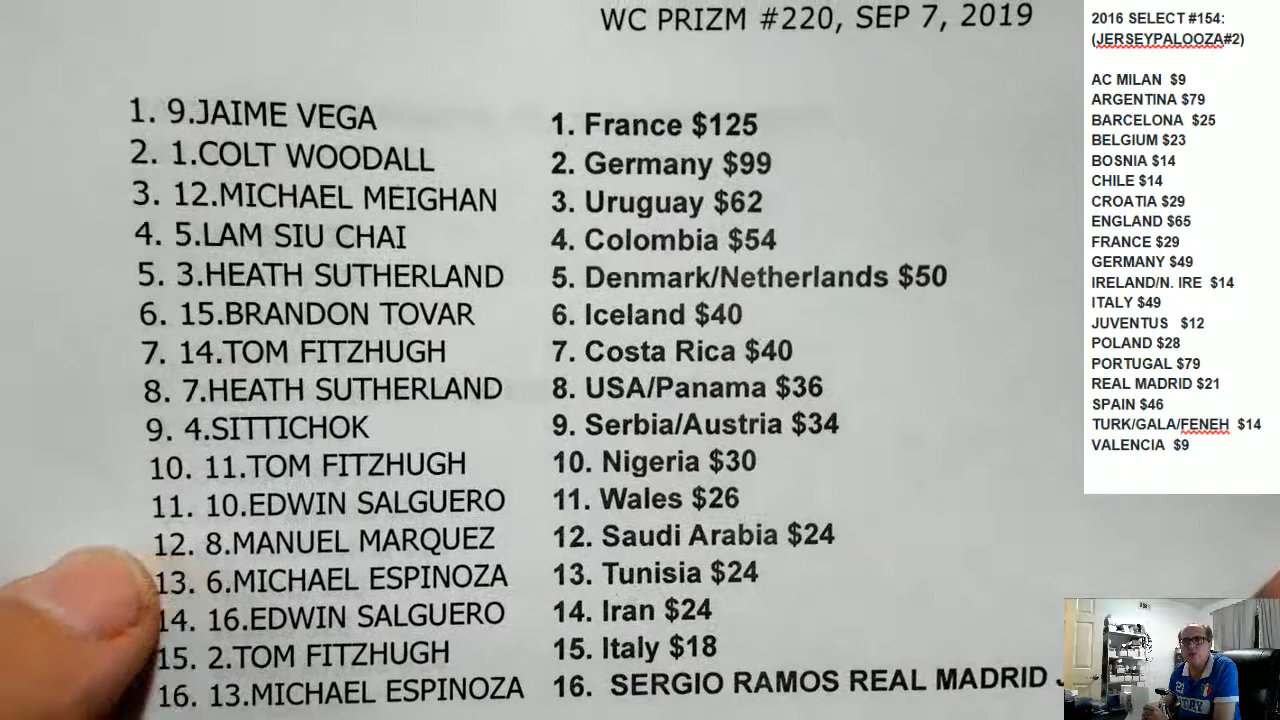 WC PRIZM #220, SEP 7, 2019
1. 9.JAIME VEGA
2. 1.COLT WOODALL
3. 12.MICHAEL MEIGHAN
4. 5.LAM SIU CHAI
5. 3.HEATH SUTHERLAND
6. 15.BRANDON TOVAR
7. 14.TOM FITZHUGH
8. 7.HEATH SUTHERLAND
9. 4.SITTICHOK
10. 11.TOM FITZHUGH
11. 10.EDWIN SALGUERO
12. 8.MANUEL MARQUEZ
13. 6.MICHAEL ESPINOZA
14. 16.EDWIN SALGUERO
15. 2.TOM FITZHUGH
16. 13.MICHAEL ESPINOZA
1. France $125
2. Germany $99
3. Uruguay $62
4. Colombia $54
5. Denmark/Netherlands $50
6. Iceland $40
7. Costa Rica $40
8. USA/Panama $36
9. Serbia/Austria $34
10. Nigeria $30
11. Wales $26
12. Saudi Arabia $24
13. Tunisia $24
14. Iran $24
15. Italy $18
16. SERGIO RAMOS REAL MADRID
2016 SELECT #154:
(JERSEYPALOOZA#2)
AC MILAN $9
ARGENTINA $79
BARCELONA $25
BELGIUM $23
BOSNIA $14
CHILE $14
CROATIA $29
ENGLAND $65
FRANCE $29
GERMANY $49
IRELAND/N. IRE $14
ITALY $49
JUVENTUS $12
POLAND $28
PORTUGAL $79
REAL MADRID $21
SPAIN $46
TURK/GALA/FENEH $14
VALENCIA $9